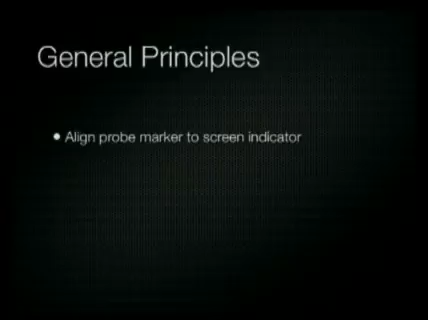 General Principles
• Align probe marker to screen indicator